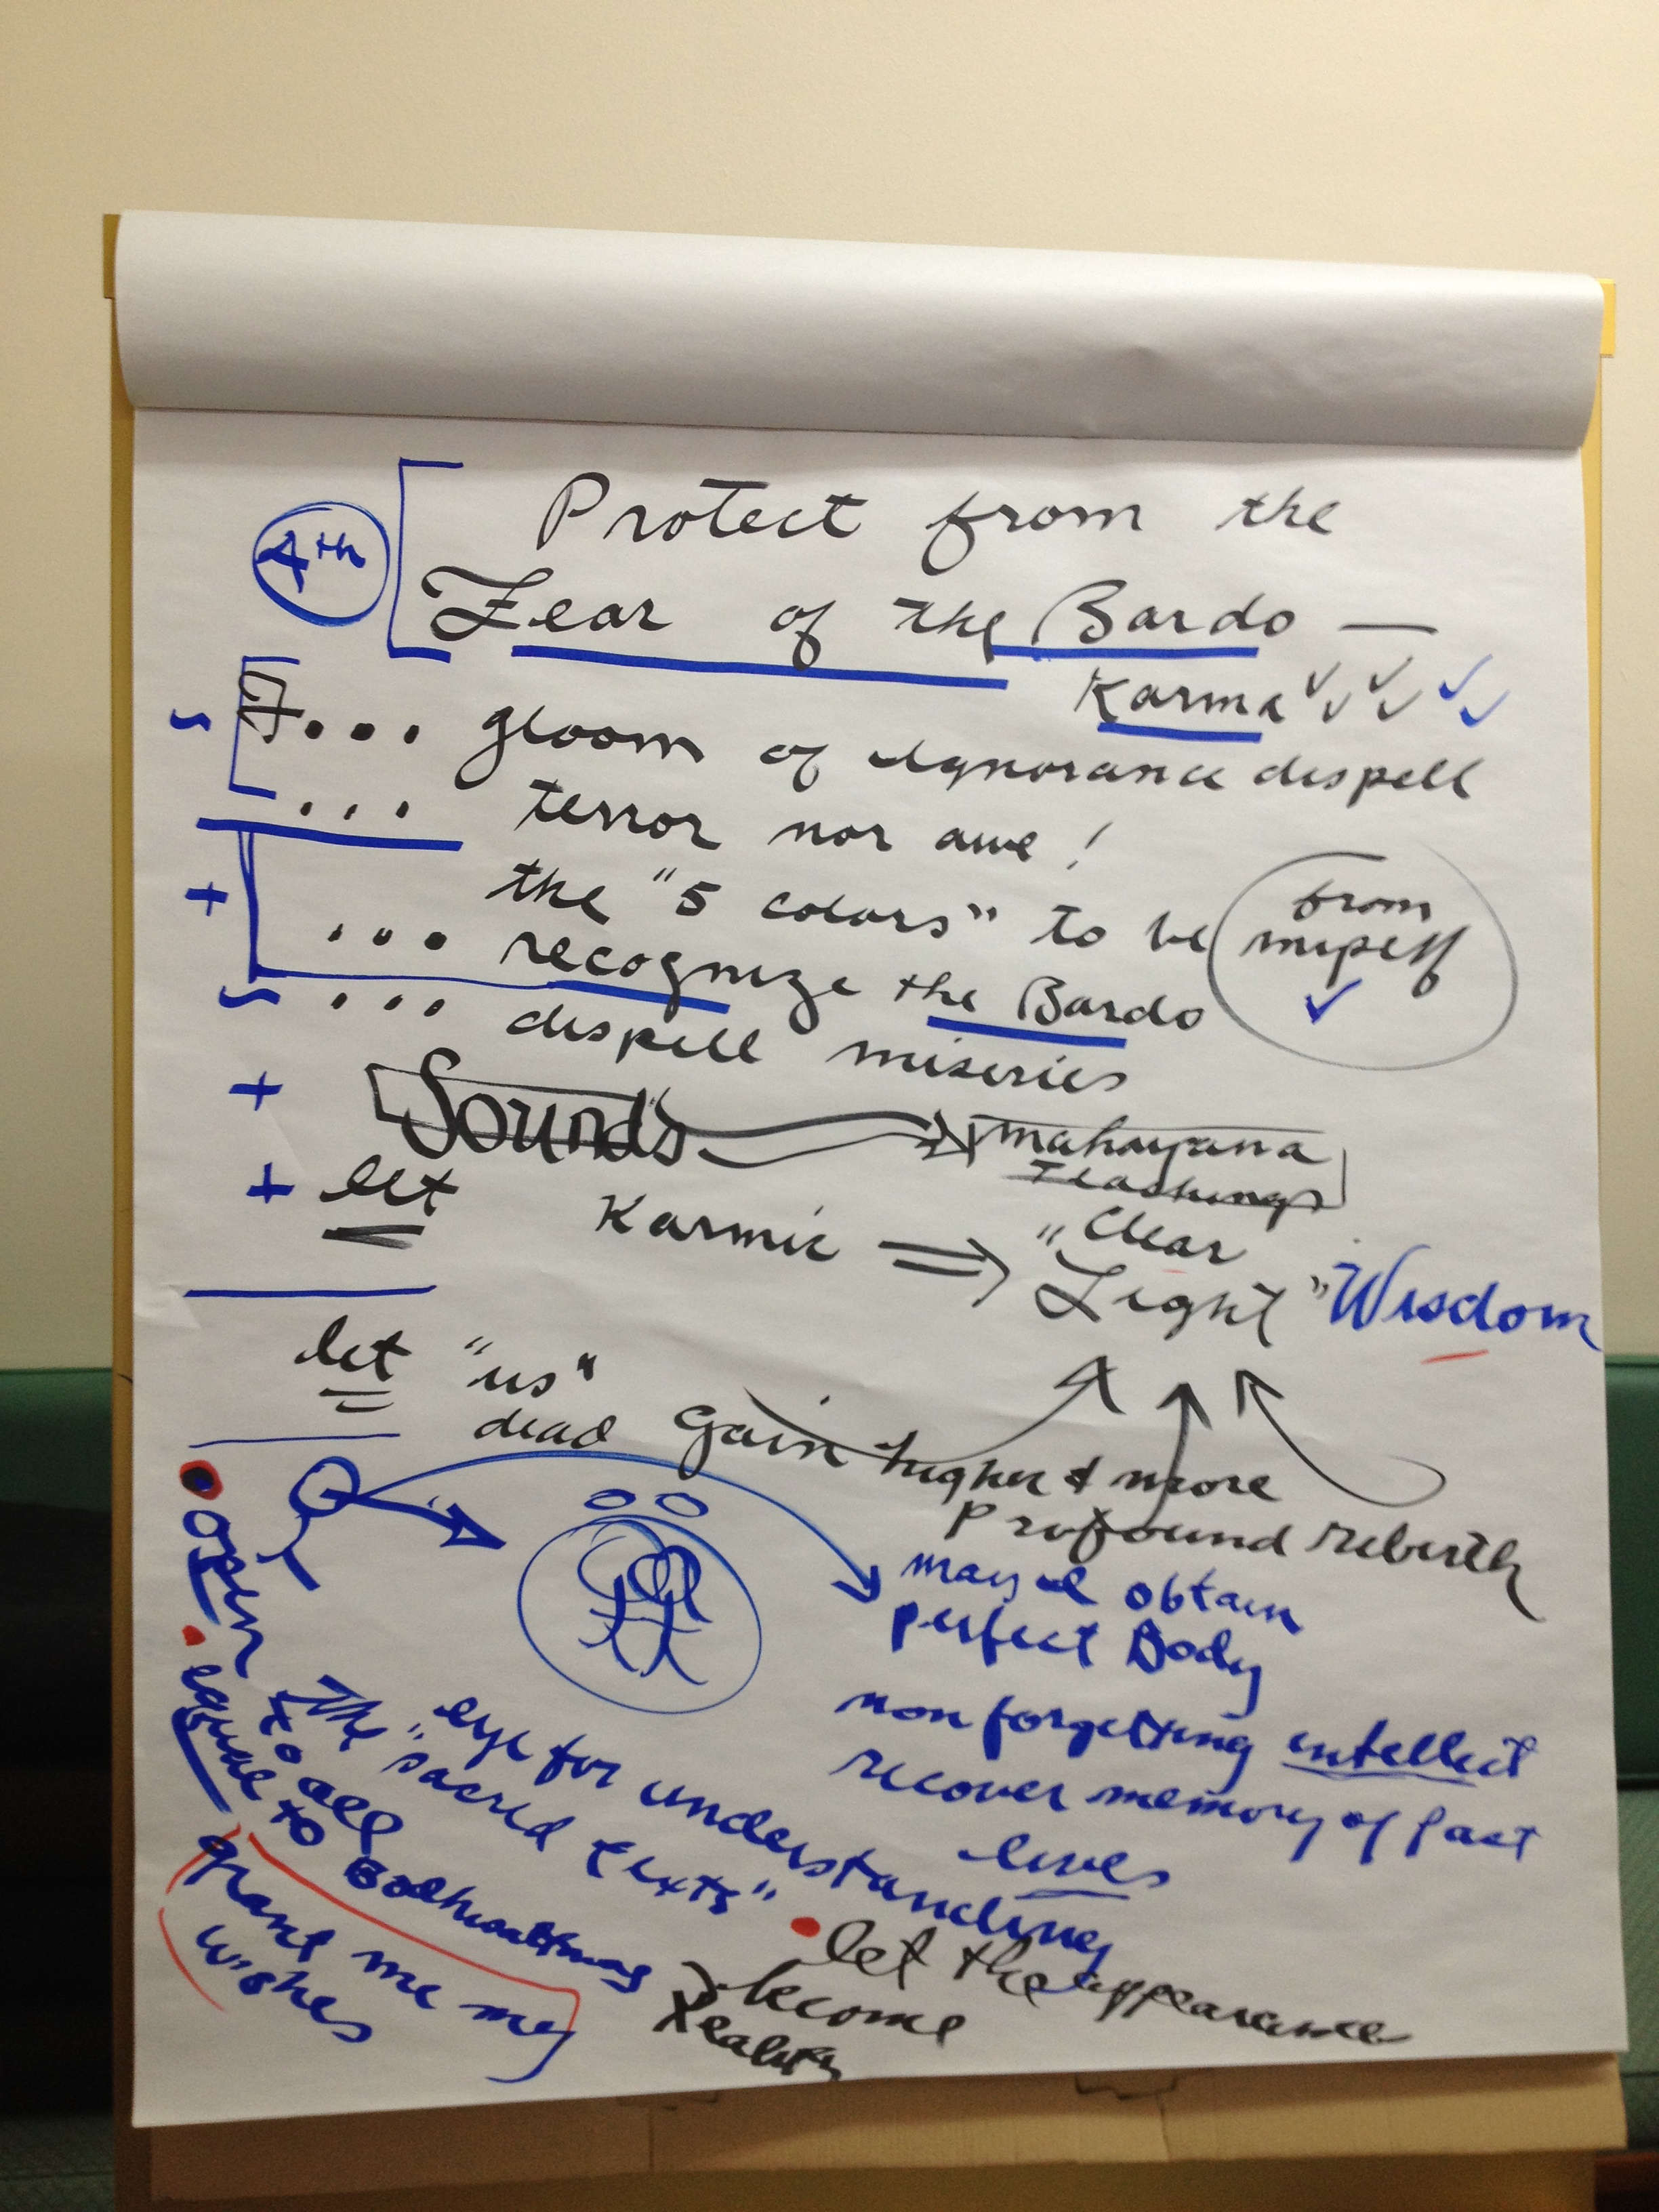 4th
Protect from the
Fear of the Bardo —
Karma ✓✓✓✓✓✓
... gloom of ignorance dispell
... terror nor awe!
the "5 colors" to be
from
myself
✓
... recognize the Bardo
... dispell miseries
+ Sounds → mahayana
teachings
+ let Karmic ⇒ "Clear
Light" Wisdom
let "us"
dead gain higher & more
profound rebirth
may I obtain
perfect Body
non forgetting intellect
recover memory of past
lives
• open
to all
The "eye for understanding
"sacred texts"
• equal to
Bodhisattvas
grant me my
wishes
• let the appearance
become
Reality